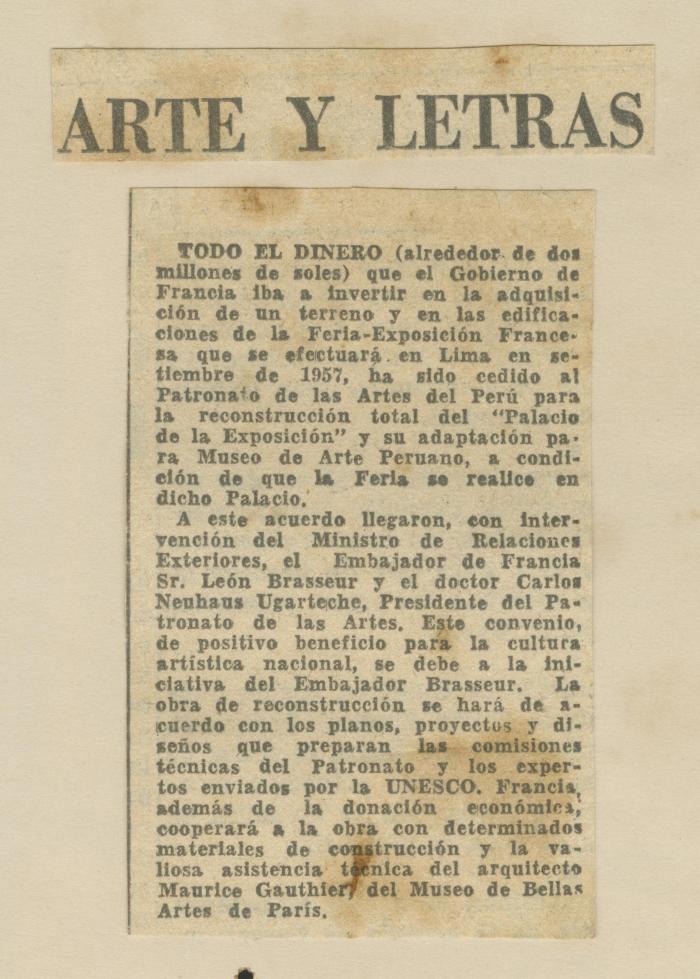 ARTE Y LETRAS
TODO EL DINERO (alrededor de dos
millones de soles) que el Gobierno de
Francia iba a invertir en la adquisi-
ción de un terreno y en las edifica-
ciones de la Feria-Exposición France-
sa que se efectuará en Lima en se-
tiembre de 1957, ha sido cedido al
Patronato de las Artes del Perú para
la reconstrucción total del "Palacio
de la Exposición" y su adaptación pa-
ra Museo de Arte Peruano, a condi-
ción de que la Feria se realice en
dicho Palacio.
A este acuerdo llegaron, con inter-
vención del Ministro de Relaciones
Exteriores, el Embajador de Francia
Sr. León Brasseur y el doctor Carlos
Neuhaus Ugarteche, Presidente del Pa-
tronato de las Artes. Este convenio,
de positivo beneficio para la cultura
artística nacional, se debe a la ini-
ciativa del Embajador Brasseur. La
obra de reconstrucción se hará de a-
cuerdo con los planos, proyectos y di-
seños que preparan las comisiones
técnicas del Patronato y los exper-
tos enviados por la UNESCO. Francia,
además de la donación económica,
cooperará a la obra con determinados
materiales de construcción y la va-
liosa asistencia técnica del arquitecto
Maurice Gauthier, del Museo de Bellas
Artes de París.